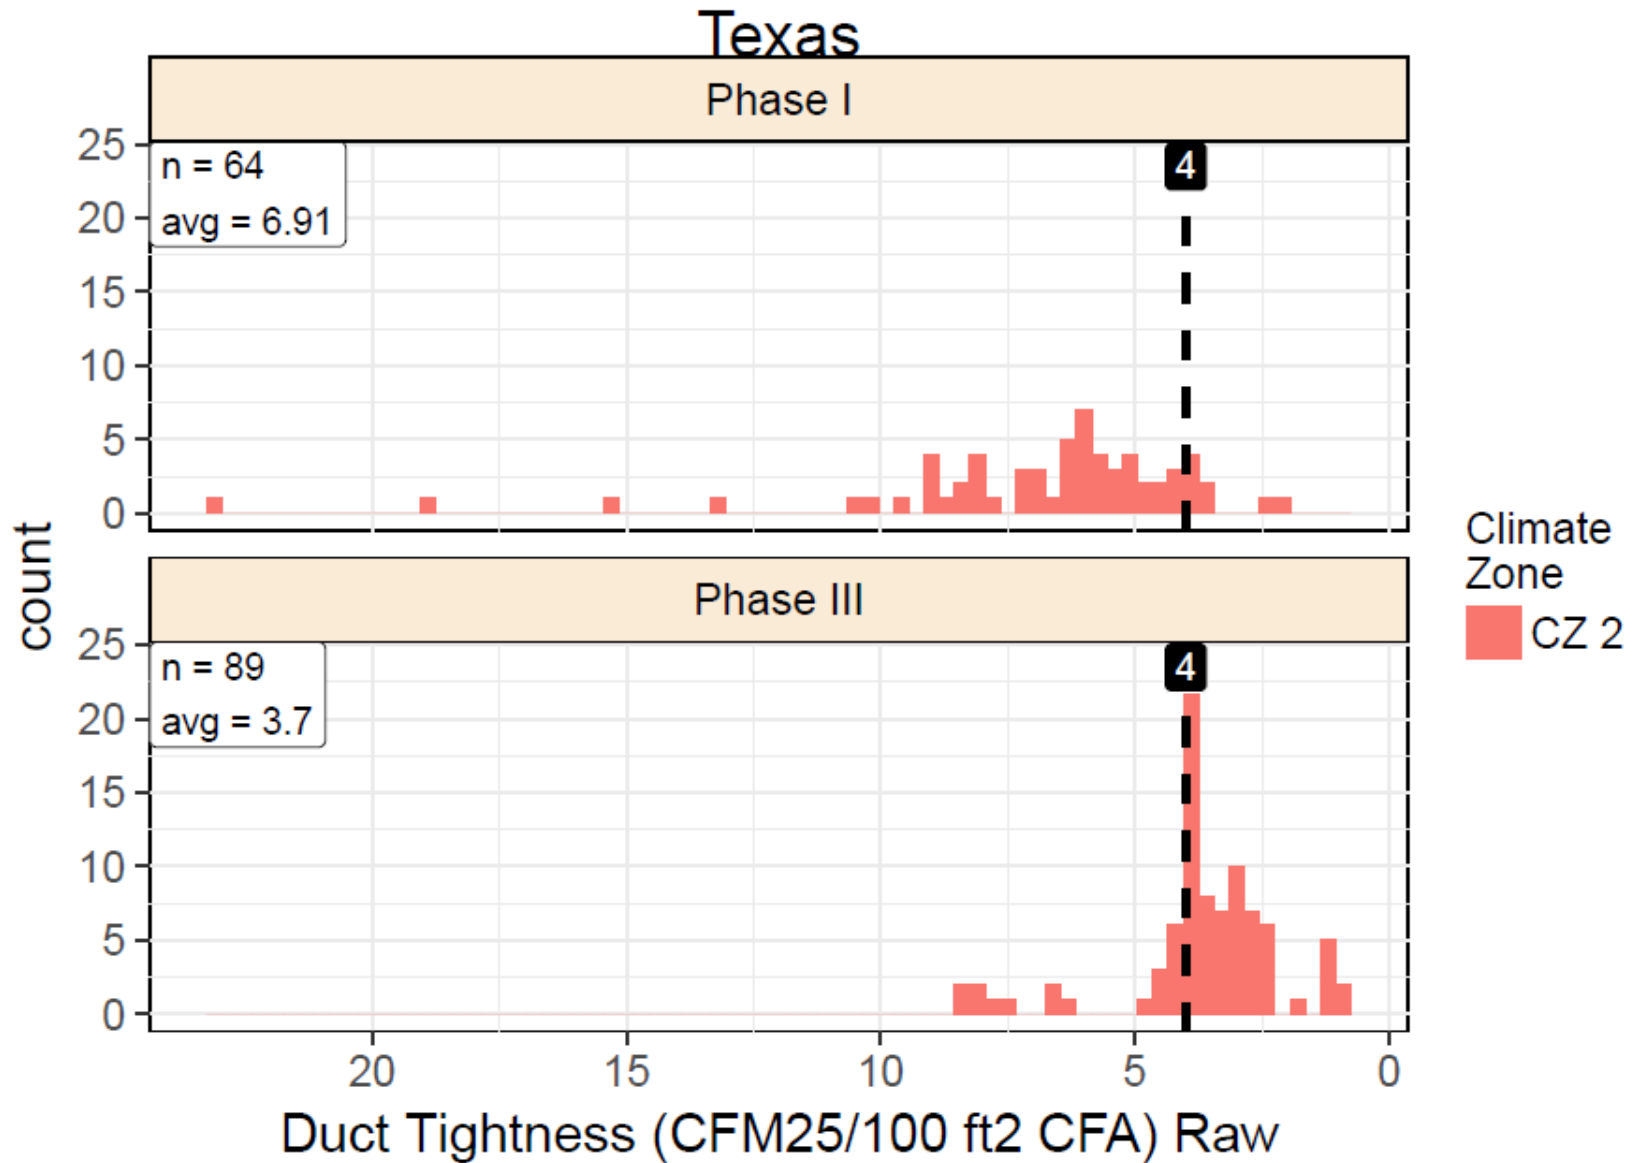 Texas
Phase I
25
20
15
10
5
0
n = 64
avg = 6.91
4
count
Phase III
25
20
15
10
5
0
n = 89
avg = 3.7
4
20 15 10 5 0
Duct Tightness (CFM25/100 ft2 CFA) Raw
Climate
Zone
CZ 2